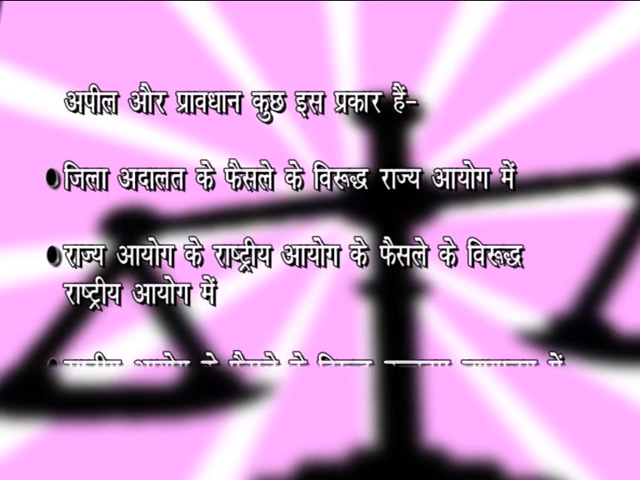 अपील और प्रावधान कुछ इस प्रकार हैं-
जिला अदालत के फैसले के विरूद्ध राज्य आयोग में
राज्य आयोग के राष्ट्रीय आयोग के फैसले के विरूद्ध
राष्ट्रीय आयोग में